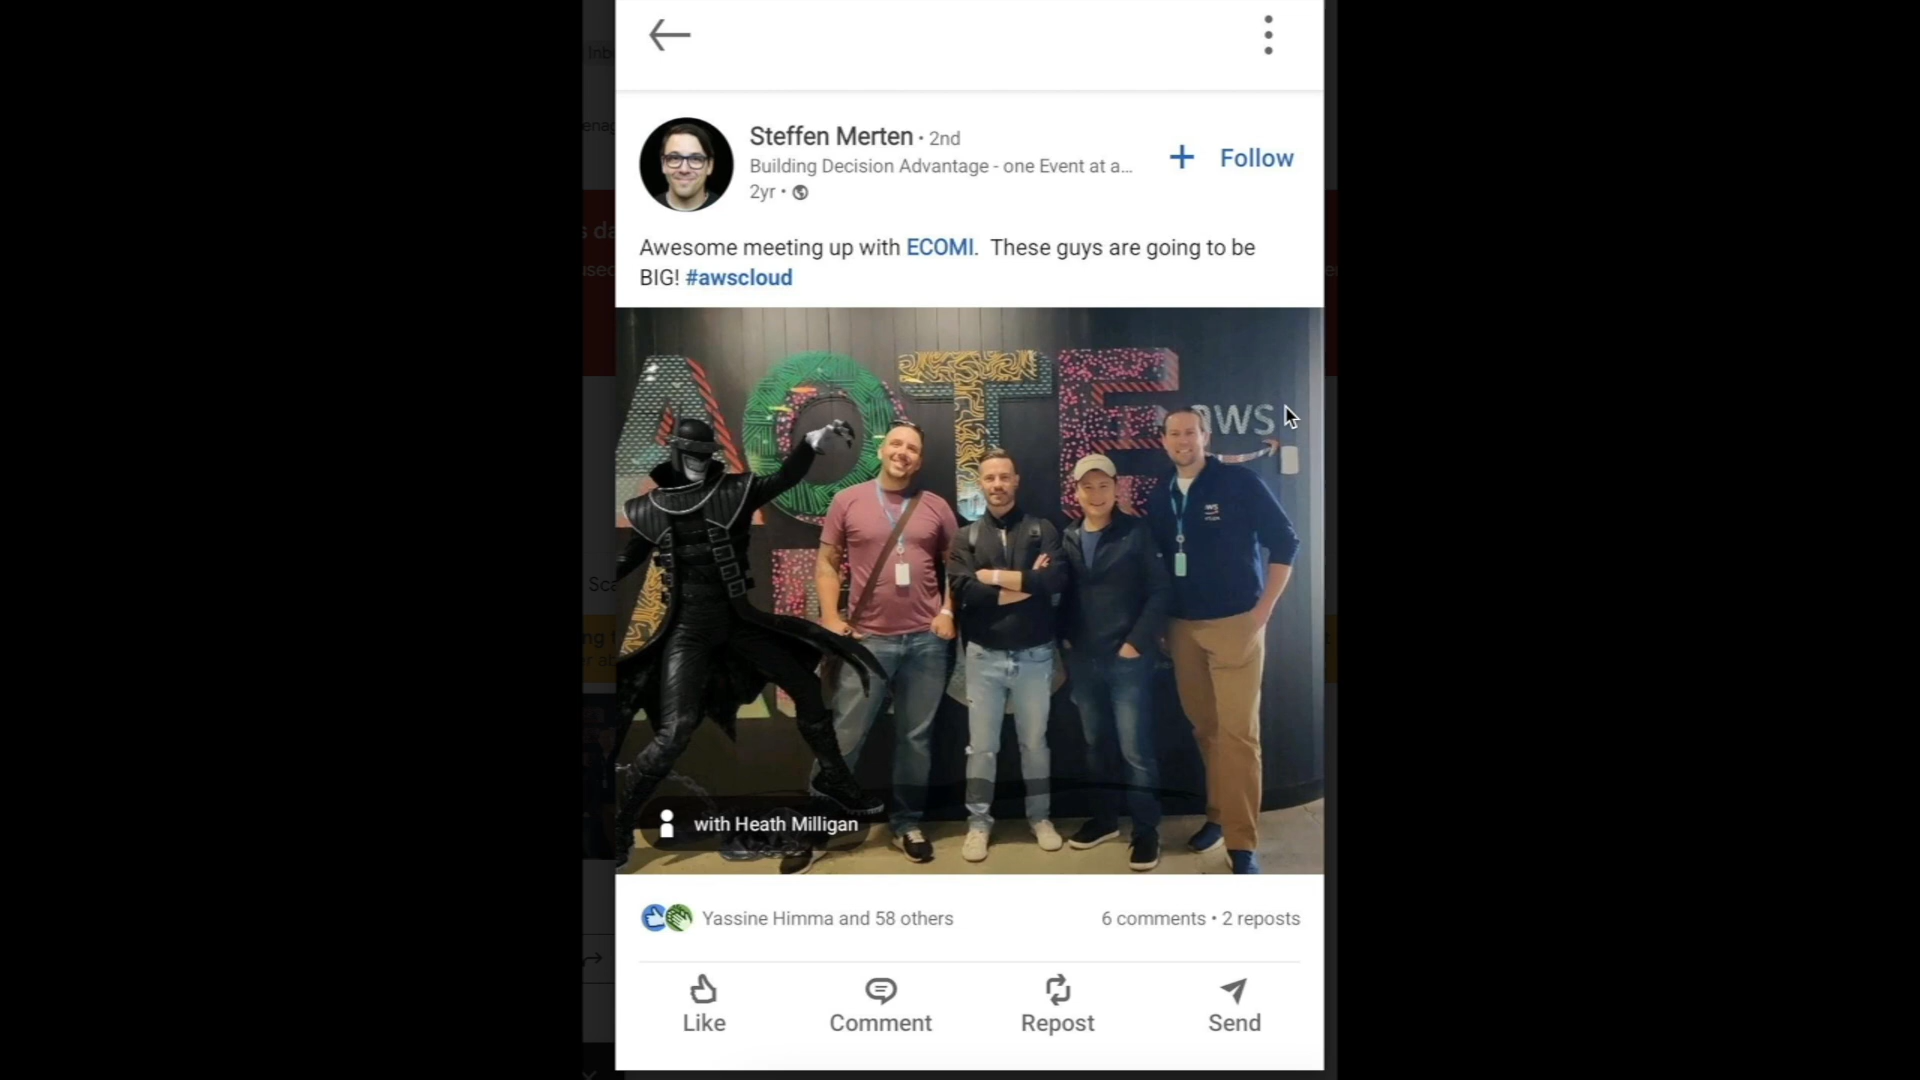 Steffen Merten • 2nd
Building Decision Advantage - one Event at a...
2yr •
+ Follow
Awesome meeting up with ECOMI. These guys are going to be
BIG! #awscloud
AOTE
aws
aws
with Heath Milligan
Yassine Himma and 58 others
6 comments • 2 reposts
Like
Comment
Repost
Send